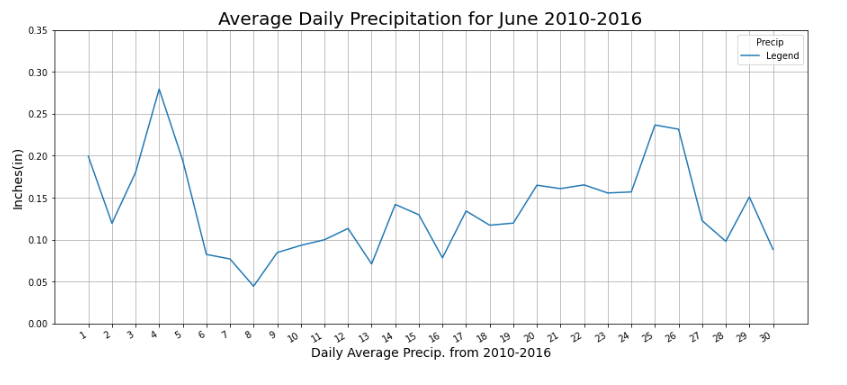 Average Daily Precipitation for June 2010-2016
Precip
Legend
Inches(in)
0.35
0.30
0.25
0.20
0.15
0.10
0.05
0.00
1 2 3 4 5 6 7 8 9 10 11 12 13 14 15 16 17 18 19 20 21 22 23 24 25 26 27 28 29 30
Daily Average Precip. from 2010-2016